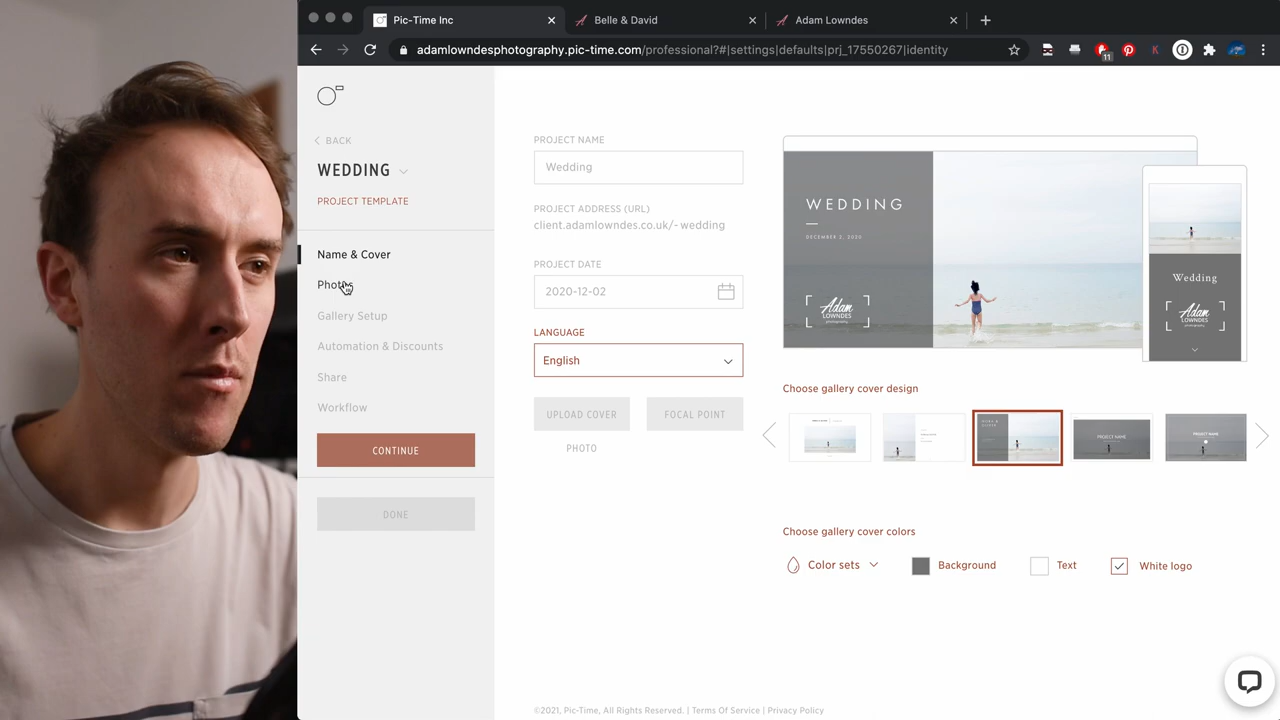 Pic-Time Inc
Belle & David
Adam Lowndes
adamlowndesphotography.pic-time.com/professional?#|settings|defaults|prj_17550267|identity
11
BACK
WEDDING
PROJECT TEMPLATE
Name & Cover
Photos
Gallery Setup
Automation & Discounts
Share
Workflow
CONTINUE
DONE
PROJECT NAME
Wedding
PROJECT ADDRESS (URL)
client.adamlowndes.co.uk/- wedding
PROJECT DATE
2020-12-02
LANGUAGE
English
UPLOAD COVER
PHOTO
FOCAL POINT
WEDDING
DECEMBER 2, 2020
Adam
LOWNDES
photography
Wedding
Adam
LOWNDES
photography
Choose gallery cover design
PROJECT NAME
PROJECT NAME
Choose gallery cover colors
Color sets
Background
Text
White logo
©2021, Pic-Time, All Rights Reserved. | Terms Of Service | Privacy Policy